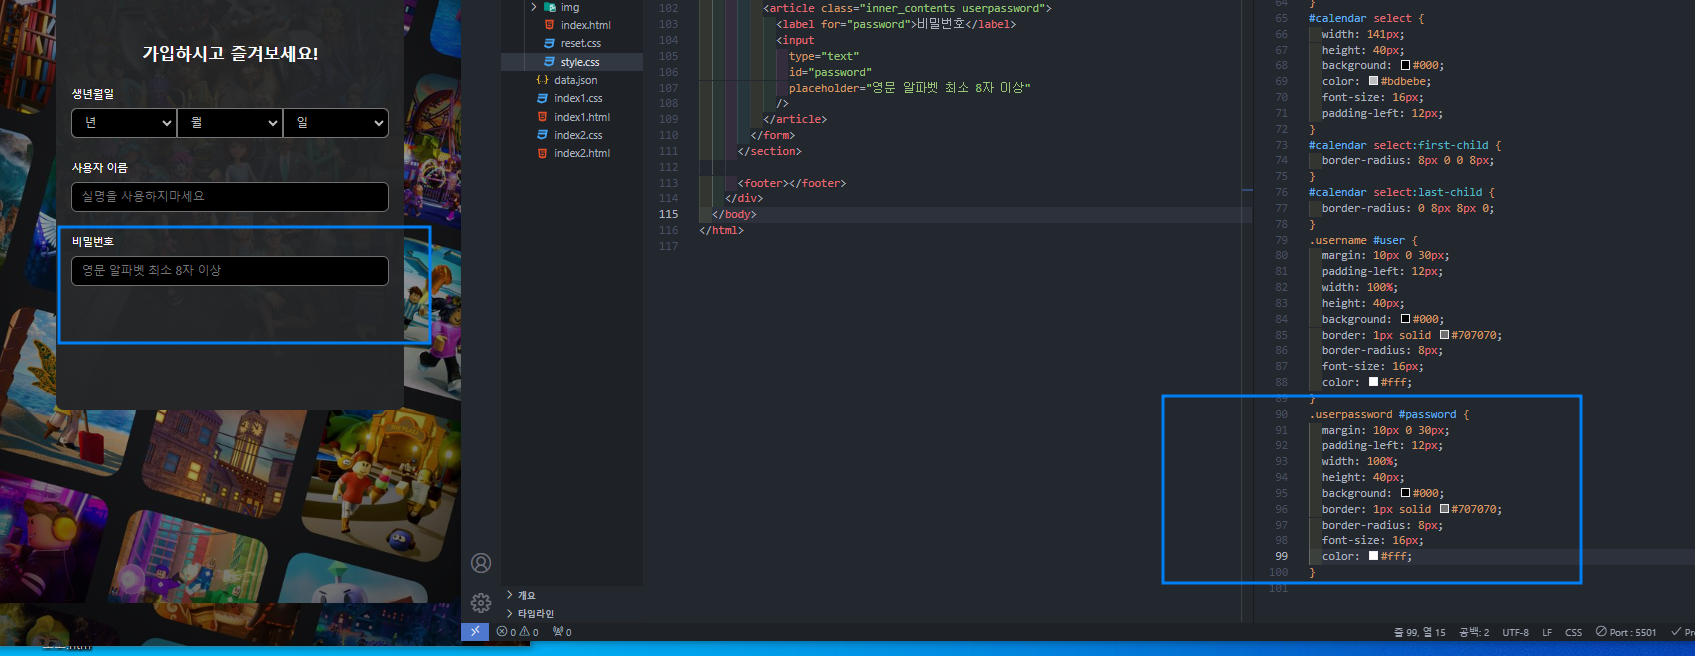 가입하시고 즐겨보세요!
생년월일
년 월 일
사용자 이름
실명을 사용하지마세요
비밀번호
영문 알파벳 최소 8자 이상
img
index.html
reset.css
style.css
data.json
index1.css
index1.html
index2.css
index2.html
개요
타임라인
102 <article class="inner_contents userpassword">
103 <label for="password">비밀번호</label>
104 <input
105 type="text"
106 id="password"
107 placeholder="영문 알파벳 최소 8자 이상"
108 />
109 </article>
110 </form>
111 </section>
112
113 <footer></footer>
114 </div>
115 </body>
116 </html>
117
64 }
65 #calendar select {
66 width: 141px;
67 height: 40px;
68 background: #000;
69 color: #bdbebe;
70 font-size: 16px;
71 padding-left: 12px;
72 }
73 #calendar select:first-child {
74 border-radius: 8px 0 0 8px;
75 }
76 #calendar select:last-child {
77 border-radius: 0 8px 8px 0;
78 }
79 .username #user {
80 margin: 10px 0 30px;
81 padding-left: 12px;
82 width: 100%;
83 height: 40px;
84 background: #000;
85 border: 1px solid #707070;
86 border-radius: 8px;
87 font-size: 16px;
88 color: #fff;
89 }
90 .userpassword #password {
91 margin: 10px 0 30px;
92 padding-left: 12px;
93 width: 100%;
94 height: 40px;
95 background: #000;
96 border: 1px solid #707070;
97 border-radius: 8px;
98 font-size: 16px;
99 color: #fff;
100 }
101
0 0 0
줄 99, 열 15 공백: 2 UTF-8 LF CSS Port : 5501